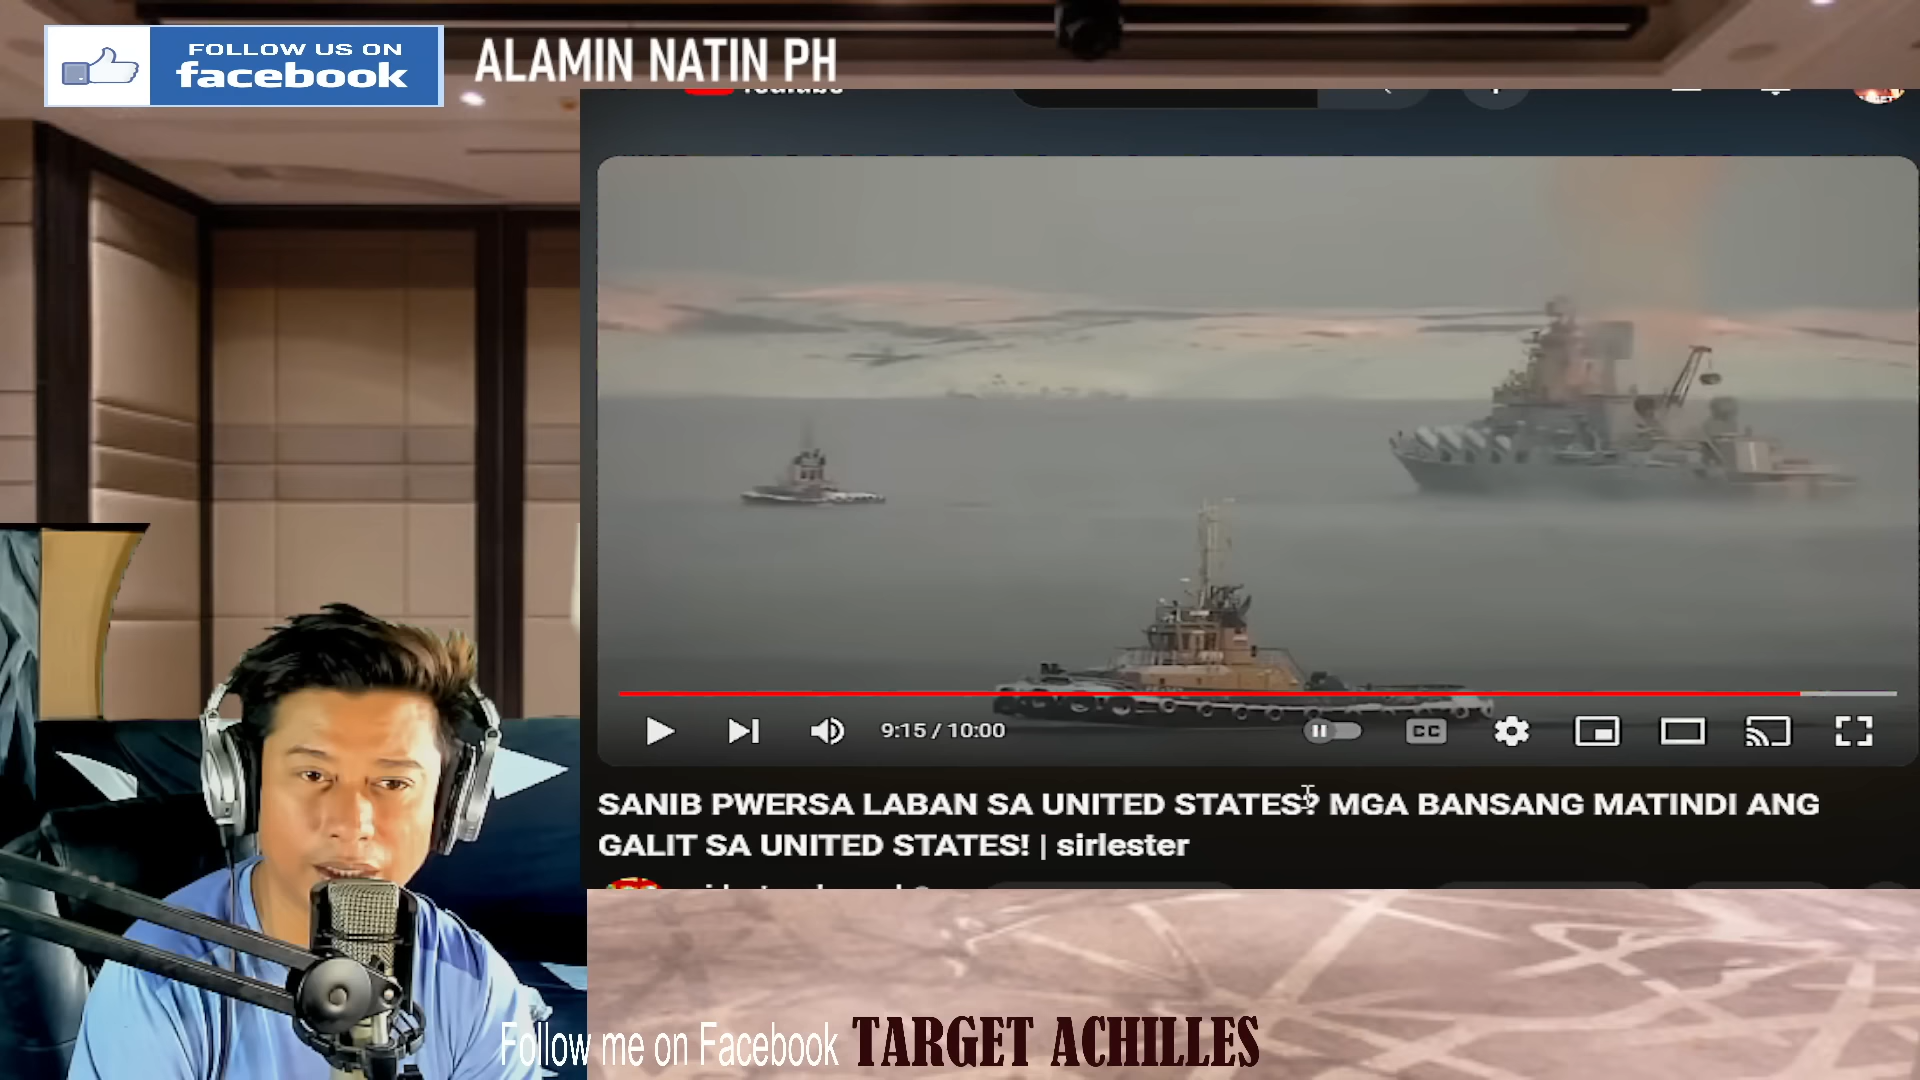 FOLLOW US ON
facebook
ALAMIN NATIN PH
YouTube
9:15 / 10:00
CC
SANIB PWERSA LABAN SA UNITED STATES? MGA BANSANG MATINDI ANG
GALIT SA UNITED STATES! | sirlester
Follow me on Facebook TARGET ACHILLES